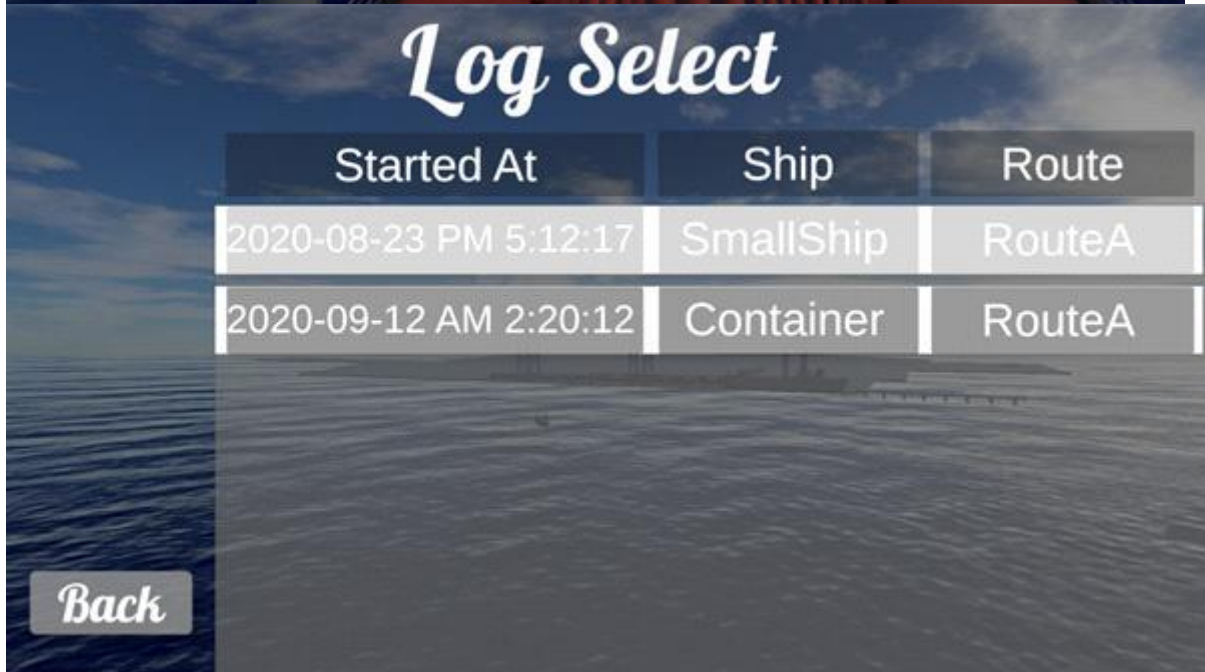 Log Select
Started At Ship Route
2020-08-23 PM 5:12:17 SmallShip RouteA
2020-09-12 AM 2:20:12 Container RouteA
Back